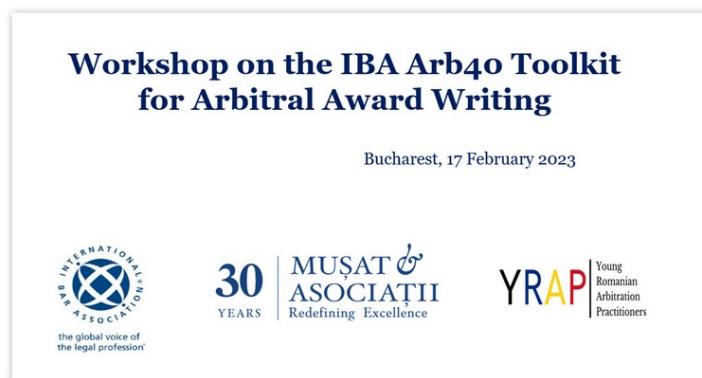 Workshop on the IBA Arb40 Toolkit
for Arbitral Award Writing
Bucharest, 17 February 2023
INTERNATIONAL BAR ASSOCIATION
the global voice of
the legal profession®
30
YEARS
MUȘAT &
ASOCIAȚII
Redefining Excellence
YRAP
Young
Romanian
Arbitration
Practitioners